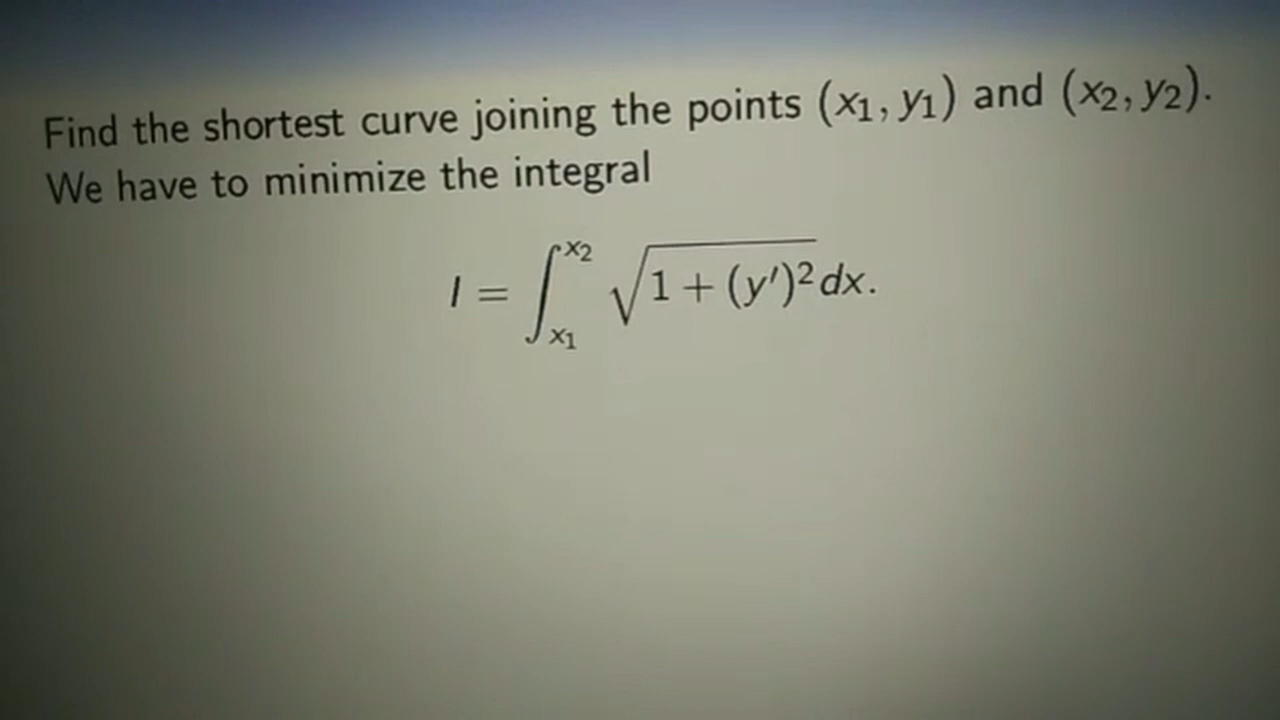 Find the shortest curve joining the points (x₁, y₁) and (x₂, y₂).
We have to minimize the integral
I = ∫_{x₁}^{x₂} √(1 + (y′)²) dx.